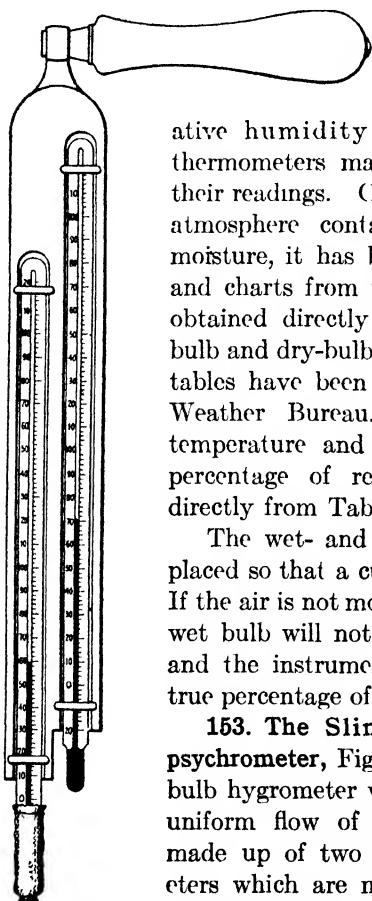 ative humidity
thermometers ma
their readings. (
atmosphere conta
moisture, it has b
and charts from
obtained directly
bulb and dry-bulb
tables have been
Weather Bureau.
temperature and
percentage of re
directly from Tab
The wet- and
placed so that a cu
If the air is not mo
wet bulb will not
and the instrume
true percentage of
153. The Slin
psychrometer, Fig
bulb hygrometer w
uniform flow of
made up of two
eters which are m